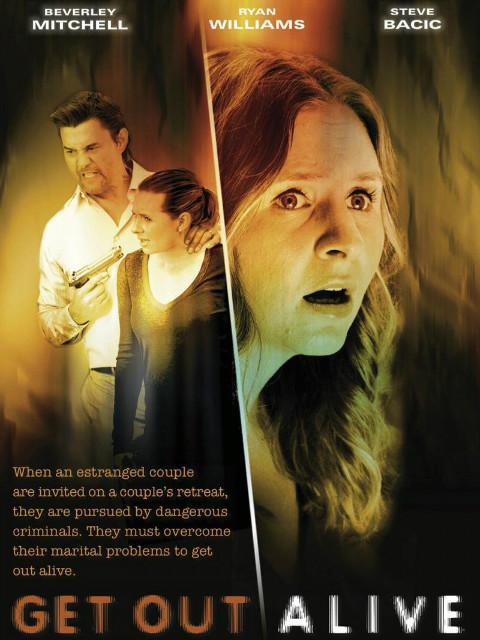 BEVERLEY
MITCHELL
RYAN
WILLIAMS
STEVE
BACIC
When an estranged couple
are invited on a couple's retreat,
they are pursued by dangerous
criminals. They must overcome
their marital problems to get
out alive.
GET OUT ALIVE